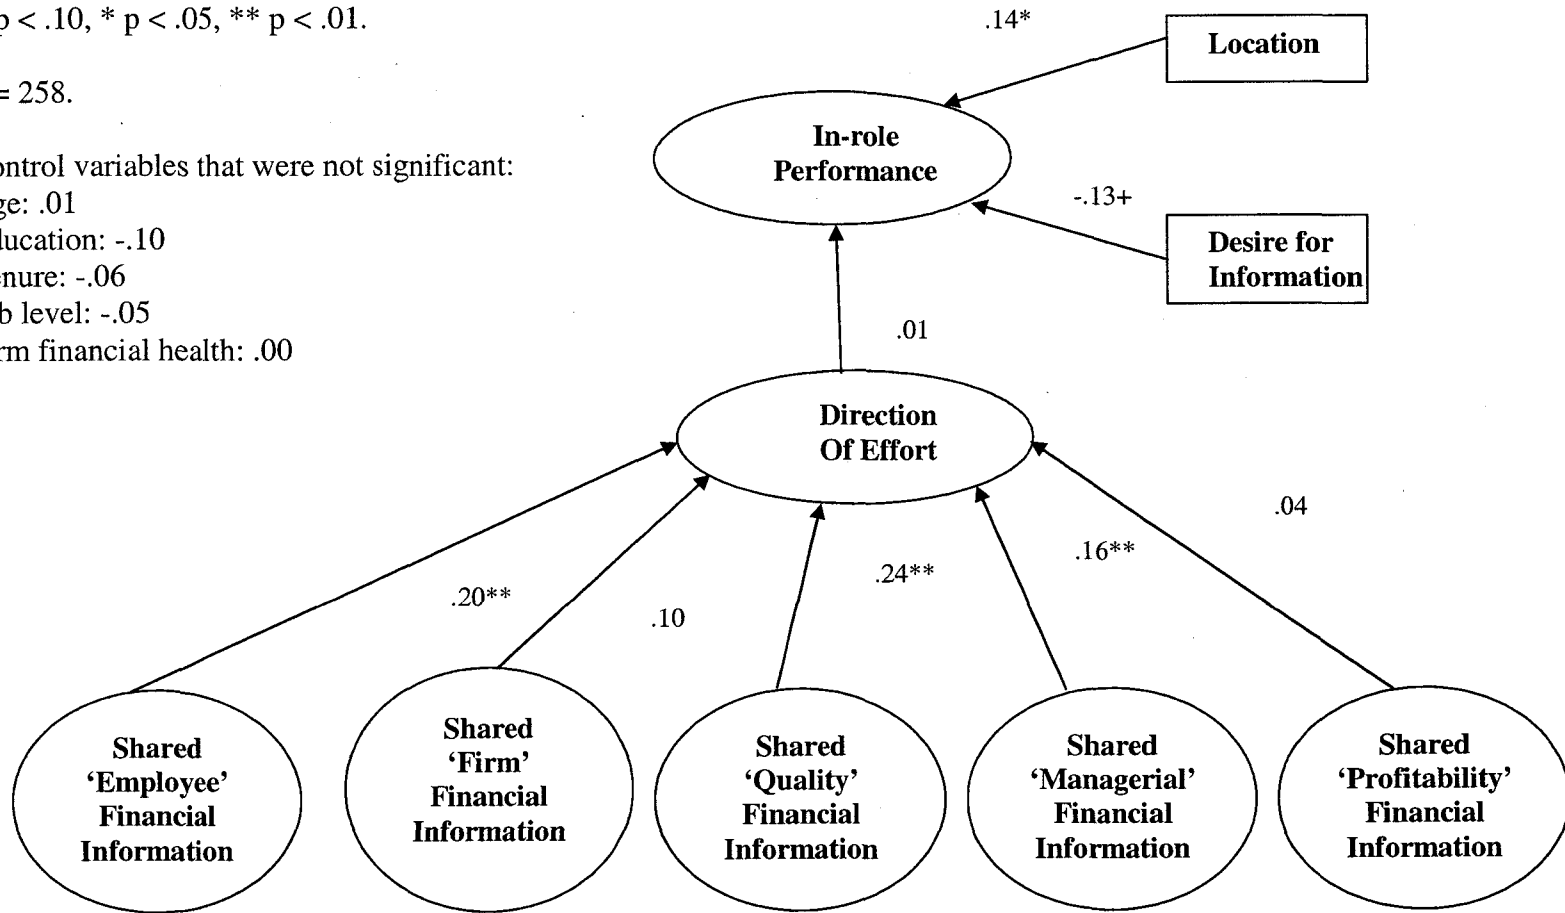 p < .10, * p < .05, ** p < .01.
= 258.
ontrol variables that were not significant:
ge: .01
ducation: -.10
enure: -.06
b level: -.05
rm financial health: .00
.14*
Location
In-role
Performance
-.13+
Desire for
Information
.01
Direction
Of Effort
.20**
.10
.24**
.16**
.04
Shared
‘Employee’
Financial
Information
Shared
‘Firm’
Financial
Information
Shared
‘Quality’
Financial
Information
Shared
‘Managerial’
Financial
Information
Shared
‘Profitability’
Financial
Information